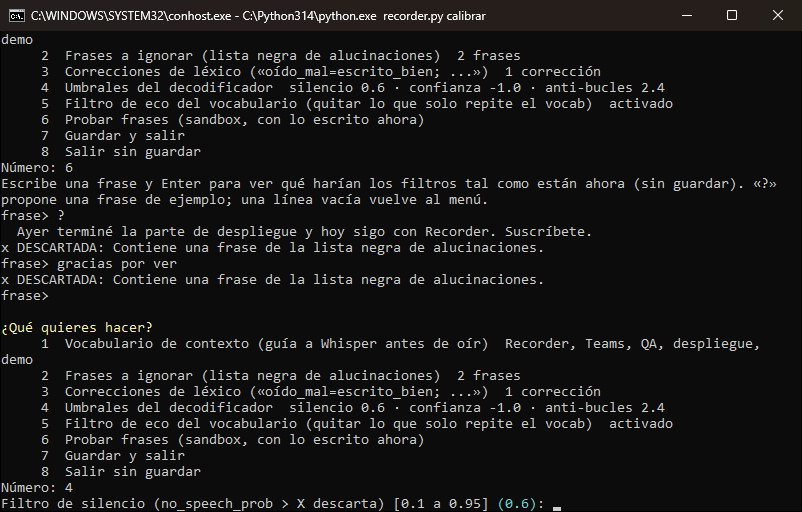 C:\WINDOWS\SYSTEM32\conhost.exe - C:\Python314\python.exe recorder.py calibrar
demo
2 Frases a ignorar (lista negra de alucinaciones) 2 frases
3 Correcciones de léxico («oído_mal=escrito_bien; ...») 1 corrección
4 Umbrales del decodificador silencio 0.6 · confianza -1.0 · anti-bucles 2.4
5 Filtro de eco del vocabulario (quitar lo que solo repite el vocab) activado
6 Probar frases (sandbox, con lo escrito ahora)
7 Guardar y salir
8 Salir sin guardar
Número: 6
Escribe una frase y Enter para ver qué harían los filtros tal como están ahora (sin guardar). «?»
propone una frase de ejemplo; una línea vacía vuelve al menú.
frase> ?
Ayer terminé la parte de despliegue y hoy sigo con Recorder. Suscríbete.
x DESCARTADA: Contiene una frase de la lista negra de alucinaciones.
frase> gracias por ver
x DESCARTADA: Contiene una frase de la lista negra de alucinaciones.
frase>
¿Qué quieres hacer?
1 Vocabulario de contexto (guía a Whisper antes de oír) Recorder, Teams, QA, despliegue,
demo
2 Frases a ignorar (lista negra de alucinaciones) 2 frases
3 Correcciones de léxico («oído_mal=escrito_bien; ...») 1 corrección
4 Umbrales del decodificador silencio 0.6 · confianza -1.0 · anti-bucles 2.4
5 Filtro de eco del vocabulario (quitar lo que solo repite el vocab) activado
6 Probar frases (sandbox, con lo escrito ahora)
7 Guardar y salir
8 Salir sin guardar
Número: 4
Filtro de silencio (no_speech_prob > X descarta) [0.1 a 0.95] (0.6):